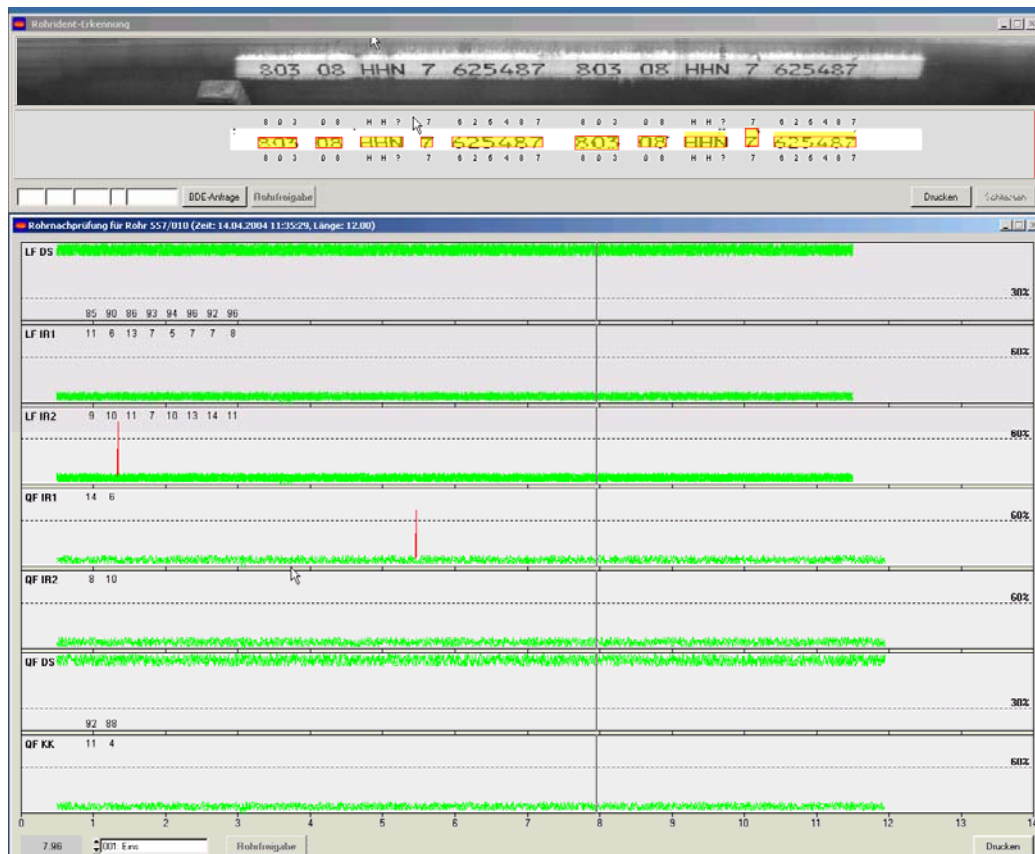 Rohrident-Erkennung
803 08 HHN 7 625487 803 08 HHN 7 625487
8 0 3 0 8 H H ? 7 6 2 5 4 8 7 8 0 3 0 8 H H ? 7 6 2 5 4 8 7
803 08 HHN 7 625487 803 08 HHN 7 625487
8 0 3 0 8 H H ? 7 6 2 5 4 8 7 8 0 3 0 8 H H ? 7 6 2 5 4 8 7
BDE-Anfrage Rohrfreigabe Drucken Schliessen
Rohrnachprüfung für Rohr 557/010 (Zeit: 14.04.2004 11:35:29, Länge: 12.00)
LF DS
30%
85 90 86 93 94 96 92 96
LF IR1 11 6 13 7 5 7 7 8
60%
LF IR2 9 10 11 7 10 13 14 11
60%
QF IR1 14 6
60%
QF IR2 8 10
60%
QF DS
30%
92 88
QF KK 11 4
60%
0 1 2 3 4 5 6 7 8 9 10 11 12 13 14
7.96 001: Eins Rohrfreigabe Drucken